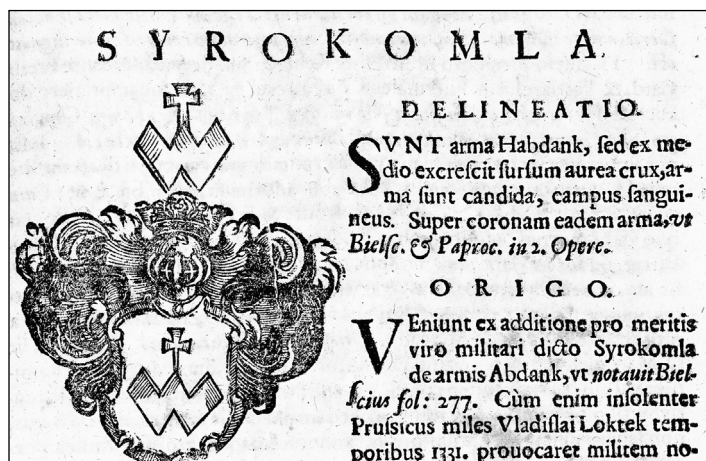 SYROKOMLA.
DELINEATIO.
SVNT arma Habdank, ſed ex me-
dio excreſcit ſurſum aurea crux, ar-
ma ſunt candida, campus ſangui-
neus. Super coronam eadem arma, vt
Bielſc. & Paproc. in 2. Opere.
ORIGO.
VEniunt ex additione pro meritis
viro militari dicto Syrokomla
de armis Abdank, vt notauit Biel-
ſcius fol: 277. Cùm enim inſolenter
Pruſsicus miles Vladiſlai Loktek tem-
poribus 1331. prouocaret militem no-